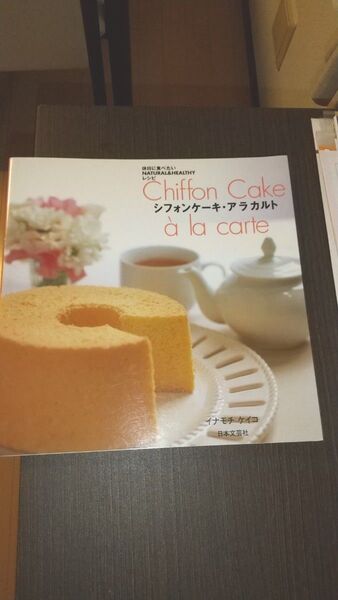 休日に食べたい
NATURAL&HEALTHY
レシピ
Chiffon Cake
シフォンケーキ・アラカルト
à la carte
イナモチ ケイコ
日本文芸社